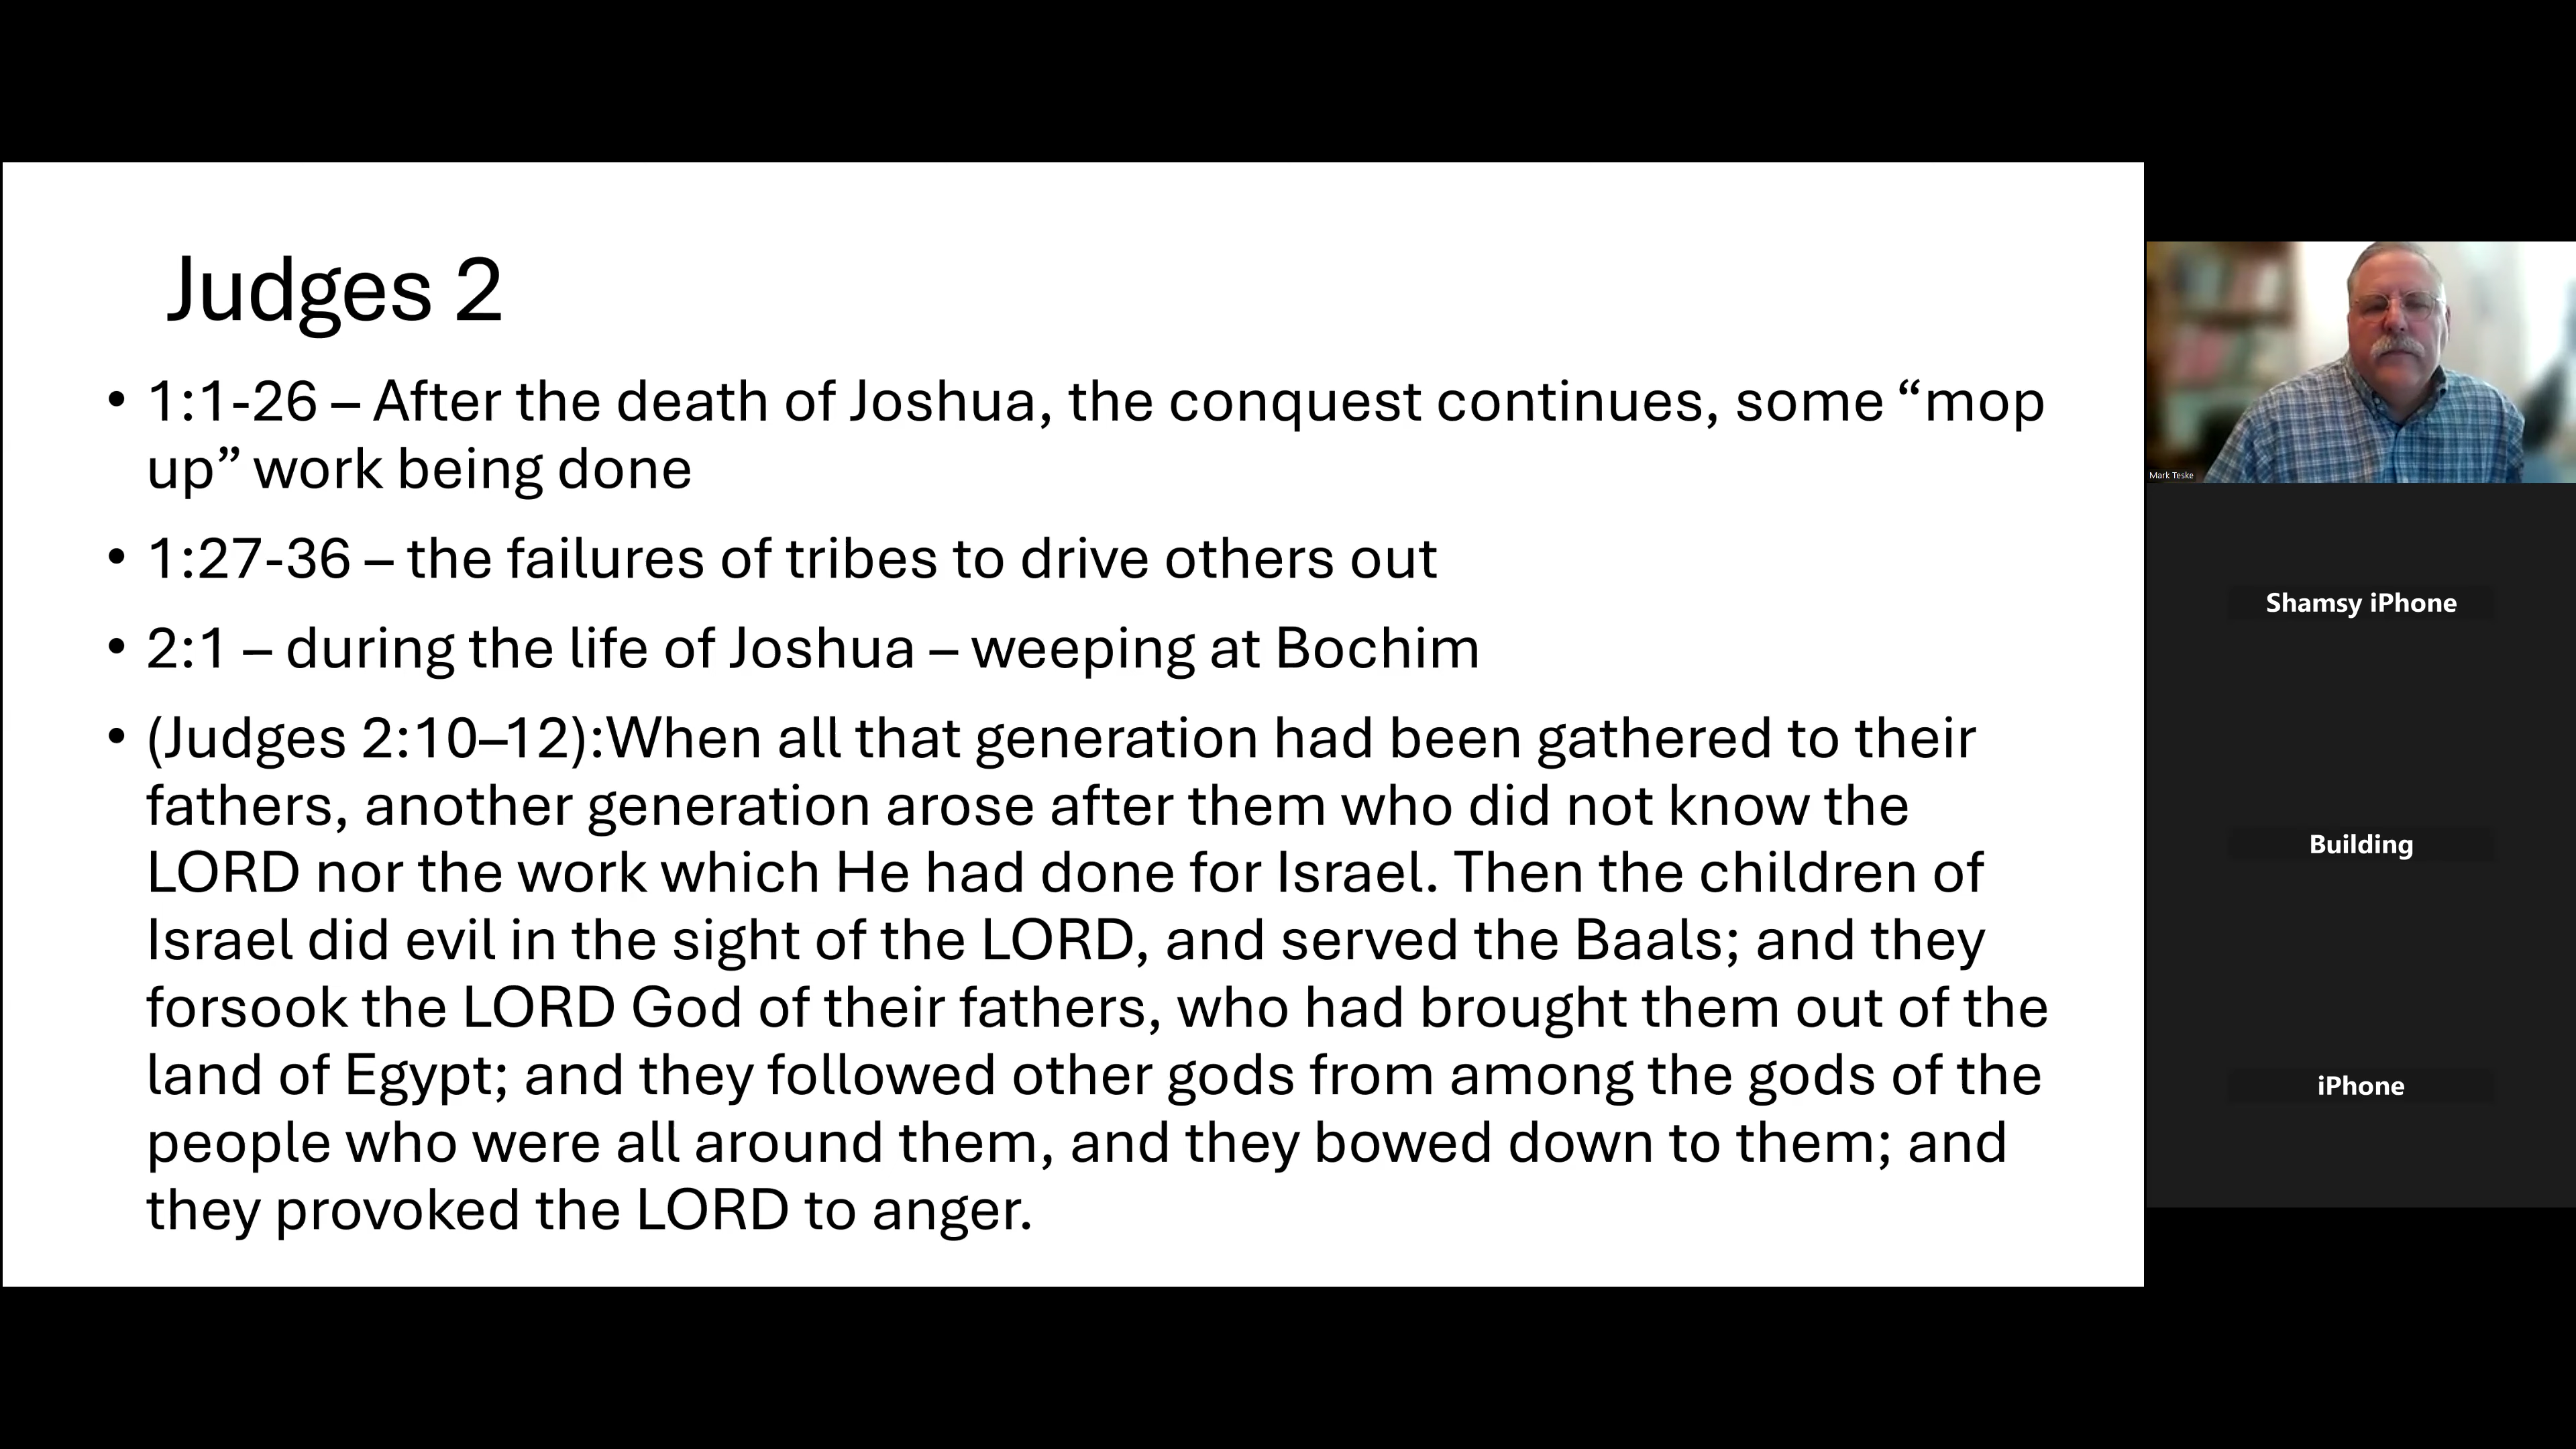 Judges 2
• 1:1-26 – After the death of Joshua, the conquest continues, some “mop
up” work being done
• 1:27-36 – the failures of tribes to drive others out
• 2:1 – during the life of Joshua – weeping at Bochim
• (Judges 2:10–12):When all that generation had been gathered to their
fathers, another generation arose after them who did not know the
LORD nor the work which He had done for Israel. Then the children of
Israel did evil in the sight of the LORD, and served the Baals; and they
forsook the LORD God of their fathers, who had brought them out of the
land of Egypt; and they followed other gods from among the gods of the
people who were all around them, and they bowed down to them; and
they provoked the LORD to anger.
Mark Teske
Shamsy iPhone
Building
iPhone